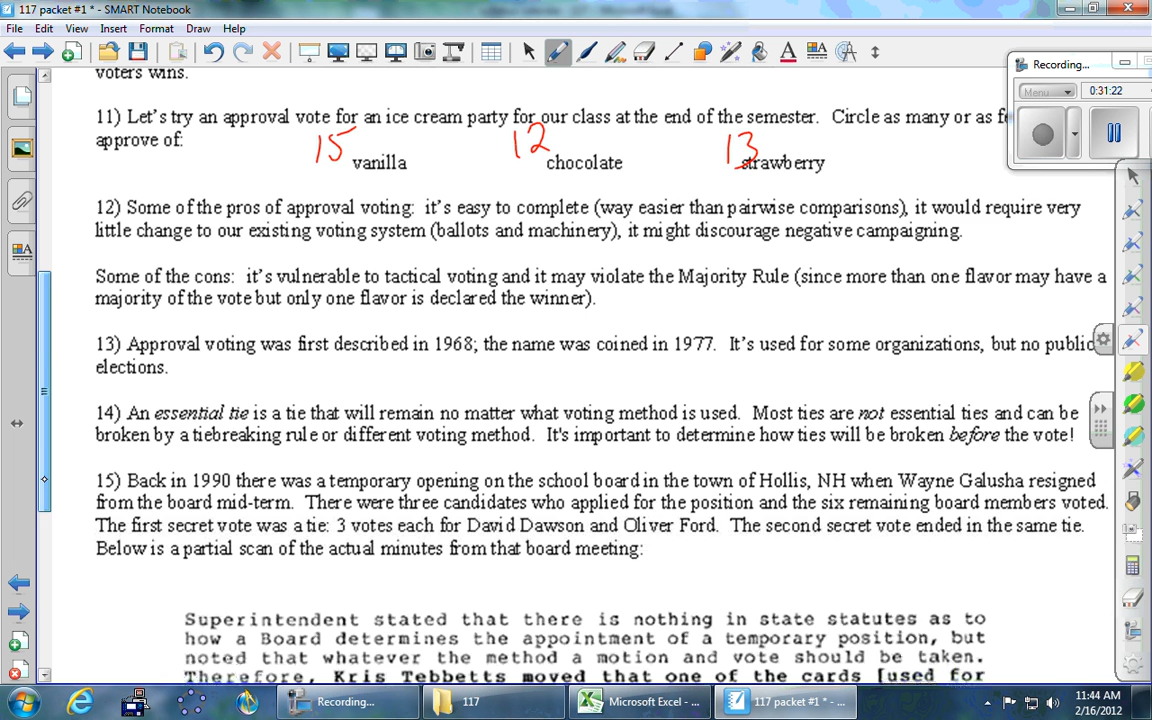 117 packet #1 * - SMART Notebook
File Edit View Insert Format Draw Help
Recording...
Menu 0:31:22
voters wins.
11) Let's try an approval vote for an ice cream party for our class at the end of the semester. Circle as many or as
approve of:
15 vanilla 12 chocolate 13 strawberry
12) Some of the pros of approval voting: it's easy to complete (way easier than pairwise comparisons), it would require very
little change to our existing voting system (ballots and machinery), it might discourage negative campaigning.
Some of the cons: it's vulnerable to tactical voting and it may violate the Majority Rule (since more than one flavor may have a
majority of the vote but only one flavor is declared the winner).
13) Approval voting was first described in 1968; the name was coined in 1977. It's used for some organizations, but no public
elections.
14) An essential tie is a tie that will remain no matter what voting method is used. Most ties are not essential ties and can be
broken by a tiebreaking rule or different voting method. It's important to determine how ties will be broken before the vote!
15) Back in 1990 there was a temporary opening on the school board in the town of Hollis, NH when Wayne Galusha resigned
from the board mid-term. There were three candidates who applied for the position and the six remaining board members voted.
The first secret vote was a tie: 3 votes each for David Dawson and Oliver Ford. The second secret vote ended in the same tie.
Below is a partial scan of the actual minutes from that board meeting:
Superintendent stated that there is nothing in state statutes as to
how a Board determines the appointment of a temporary position, but
noted that whatever the method a motion and vote should be taken.
Therefore, Kris Tebbetts moved that one of the cards [used for
Recording... 117 Microsoft Excel - ... 117 packet #1 * - ...
11:44 AM
2/16/2012